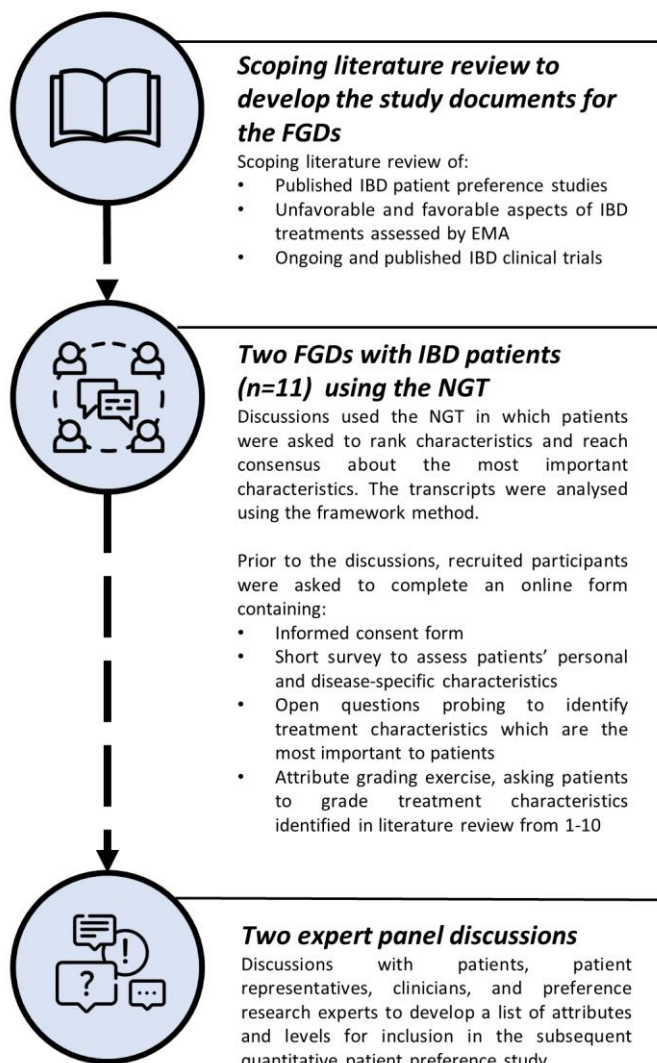 Scoping literature review to
develop the study documents for
the FGDs
Scoping literature review of:
• Published IBD patient preference studies
• Unfavorable and favorable aspects of IBD
treatments assessed by EMA
• Ongoing and published IBD clinical trials
Two FGDs with IBD patients
(n=11) using the NGT
Discussions used the NGT in which patients
were asked to rank characteristics and reach
consensus about the most important
characteristics. The transcripts were analysed
using the framework method.
Prior to the discussions, recruited participants
were asked to complete an online form
containing:
• Informed consent form
• Short survey to assess patients' personal
and disease-specific characteristics
• Open questions probing to identify
treatment characteristics which are the
most important to patients
• Attribute grading exercise, asking patients
to grade treatment characteristics
identified in literature review from 1-10
! 
?
Two expert panel discussions
Discussions with patients, patient
representatives, clinicians, and preference
research experts to develop a list of attributes
and levels for inclusion in the subsequent
quantitative patient preference study